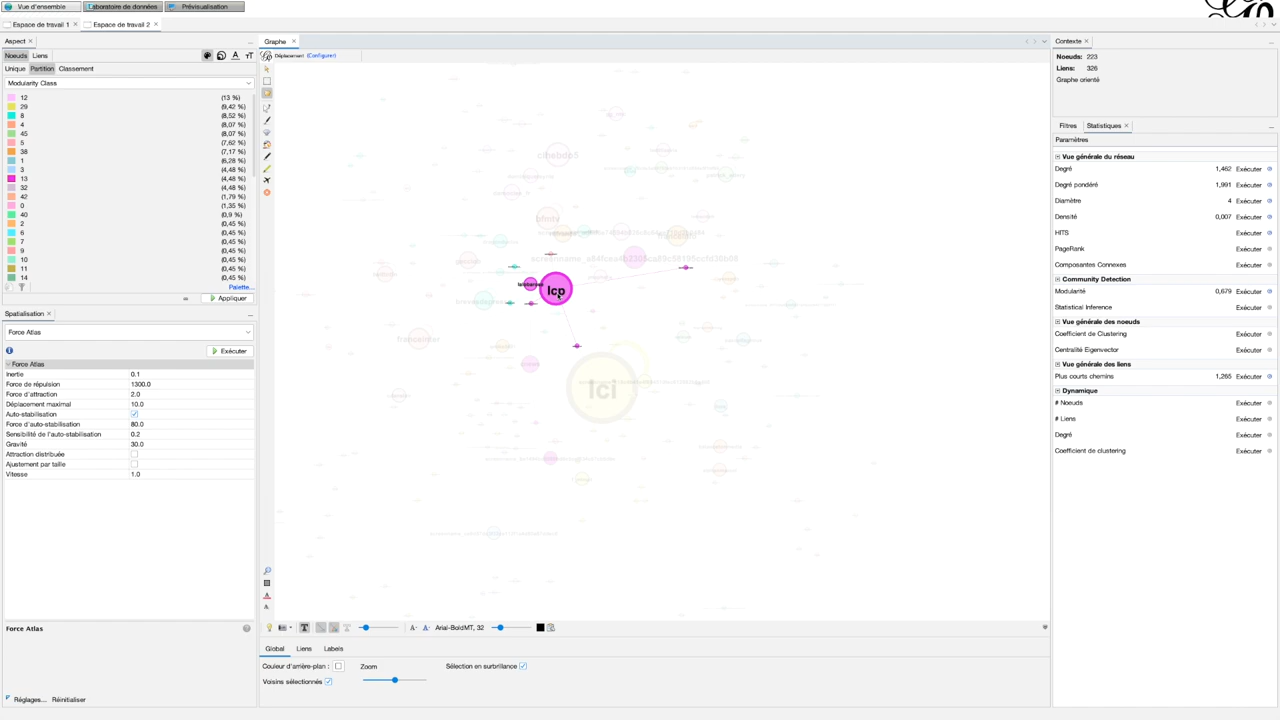 Vue d'ensemble Laboratoire de données Prévisualisation
Espace de travail 1 Espace de travail 2
Aspect
Noeuds Liens
Unique Partition Classement
Modularity Class
12 (13 %)
29 (9,42 %)
8 (8,52 %)
4 (8,07 %)
45 (8,07 %)
5 (7,62 %)
38 (7,17 %)
1 (6,28 %)
3 (4,48 %)
13 (4,48 %)
32 (4,48 %)
42 (1,79 %)
0 (1,35 %)
40 (0,9 %)
2 (0,45 %)
6 (0,45 %)
7 (0,45 %)
9 (0,45 %)
10 (0,45 %)
11 (0,45 %)
14 (0,45 %)
Palette...
Appliquer
Spatialisation
Force Atlas
Exécuter
Force Atlas
Inertie 0.1
Force de répulsion 1300.0
Force d'attraction 2.0
Déplacement maximal 10.0
Auto-stabilisation
Force d'auto-stabilisation 80.0
Sensibilité de l'auto-stabilisation 0.2
Gravité 30.0
Attraction distribuée
Ajustement par taille
Vitesse 1.0
Force Atlas
Réglages... Réinitialiser
Graphe
Déplacement (Configurer)
bfmtv
lcp
lci
franceinter
Arial-BoldMT, 32
Global Liens Labels
Couleur d'arrière-plan : Zoom Sélection en surbrillance
Voisins sélectionnés
Contexte
Noeuds: 223
Liens: 326
Graphe orienté
Filtres Statistiques
Paramètres
Vue générale du réseau
Degré 1,462 Exécuter
Degré pondéré 1,991 Exécuter
Diamètre 4 Exécuter
Densité 0,007 Exécuter
HITS Exécuter
PageRank Exécuter
Composantes Connexes Exécuter
Community Detection
Modularité 0,679 Exécuter
Statistical Inference Exécuter
Vue générale des noeuds
Coefficient de Clustering Exécuter
Centralité Eigenvector Exécuter
Vue générale des liens
Plus courts chemins 1,265 Exécuter
Dynamique
# Noeuds Exécuter
# Liens Exécuter
Degré Exécuter
Coefficient de clustering Exécuter